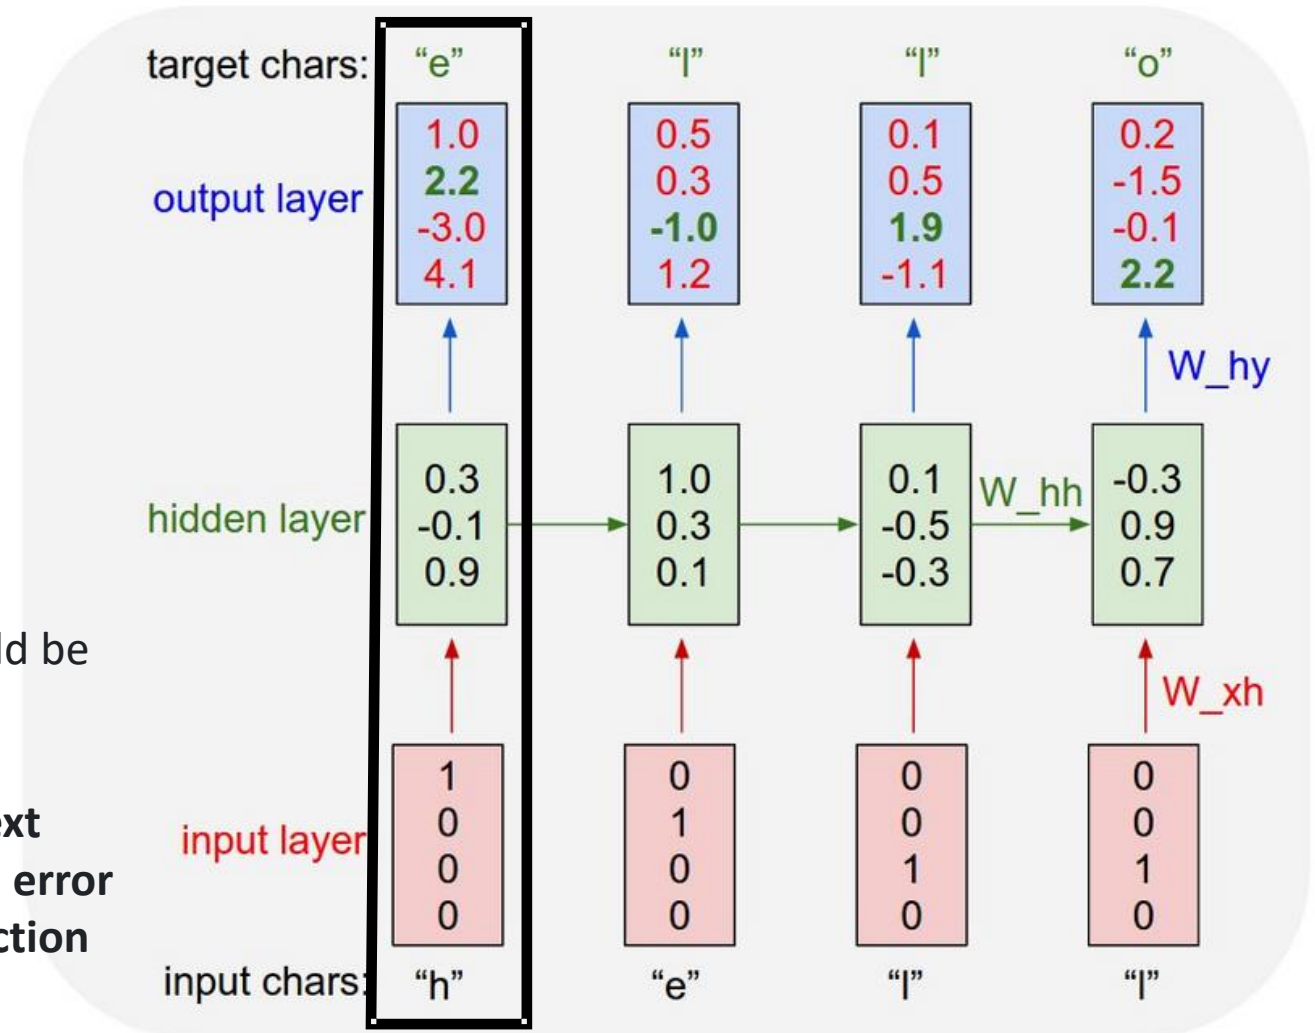 target chars: “e” “l” “l” “o”
1.0 0.5 0.1 0.2
2.2 0.3 0.5 -1.5
output layer
-3.0 -1.0 1.9 -0.1
4.1 1.2 -1.1 2.2
W_hy
0.3 1.0 0.1 -0.3
W_hh
hidden layer -0.1 0.3 -0.5 0.9
0.9 0.1 -0.3 0.7
be
W_xh
1 0 0 0
0 1 0 0
input layer
0 0 1 1
error
0 0 0 0
input chars: “h” “e” “l” “l”